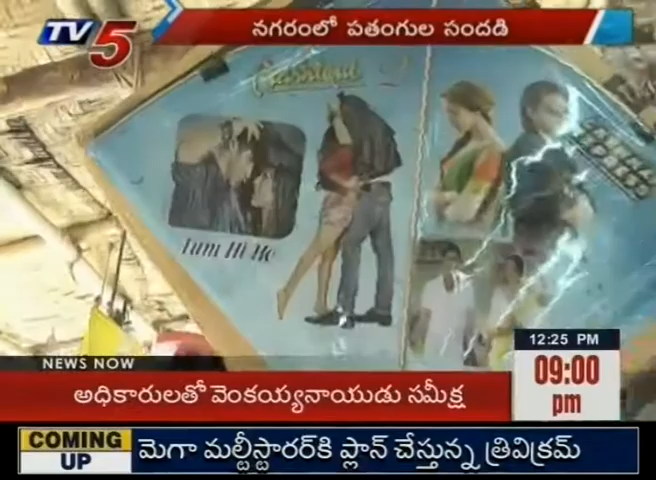 TV5
నగరంలో పతంగుల సందడి
Tum Hi Ho
NEWS NOW
12:25 PM
అధికారులతో వెంకయ్యనాయుడు సమీక్ష
09:00
pm
COMING
UP
మెగా మల్టీస్టారర్‌కి ప్లాన్ చేస్తున్న త్రివిక్రమ్